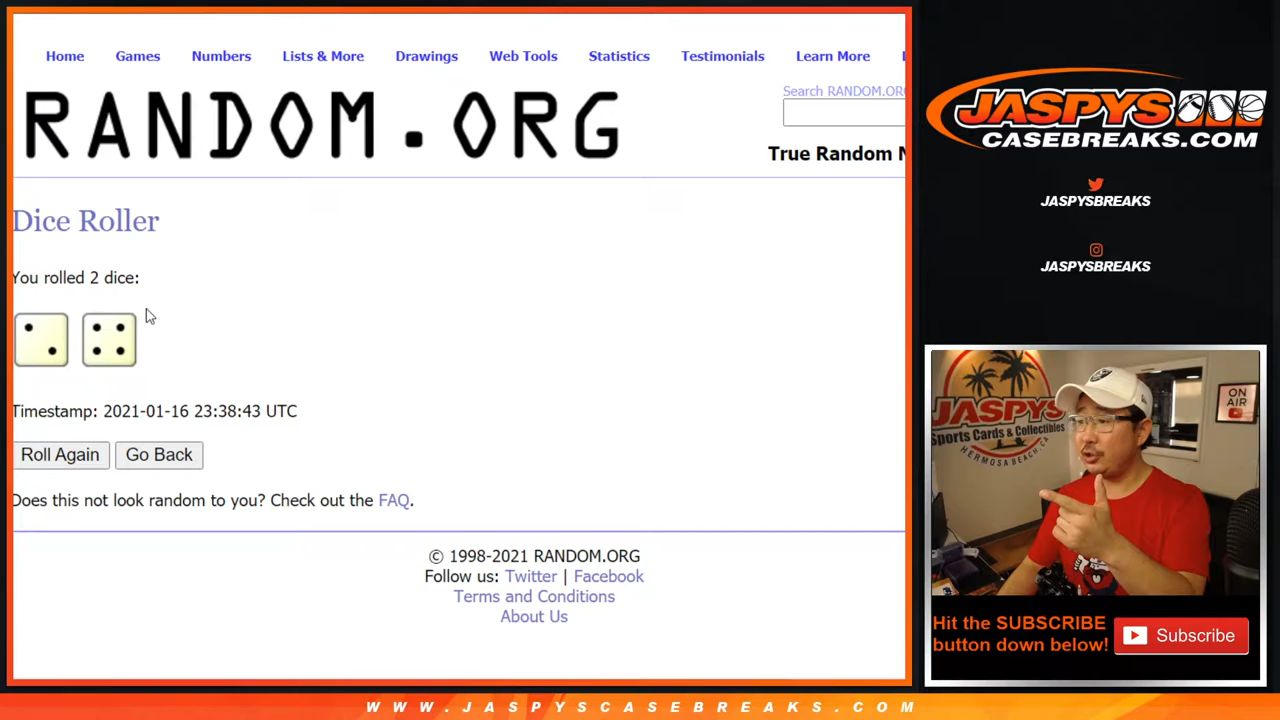 Home Games Numbers Lists & More Drawings Web Tools Statistics Testimonials Learn More
RANDOM.ORG
Search RANDOM.ORG
True Random N
Dice Roller
You rolled 2 dice:
Timestamp: 2021-01-16 23:38:43 UTC
Roll Again Go Back
Does this not look random to you? Check out the FAQ.
© 1998-2021 RANDOM.ORG
Follow us: Twitter | Facebook
Terms and Conditions
About Us
JASPYS
CASEBREAKS.COM
JASPYSBREAKS
JASPYSBREAKS
JASPYS
Sports Cards & Collectibles
HERMOSA BEACH, CA
ON
AIR
Hit the SUBSCRIBE
button down below!
Subscribe
WWW.JASPYSCASEBREAKS.COM